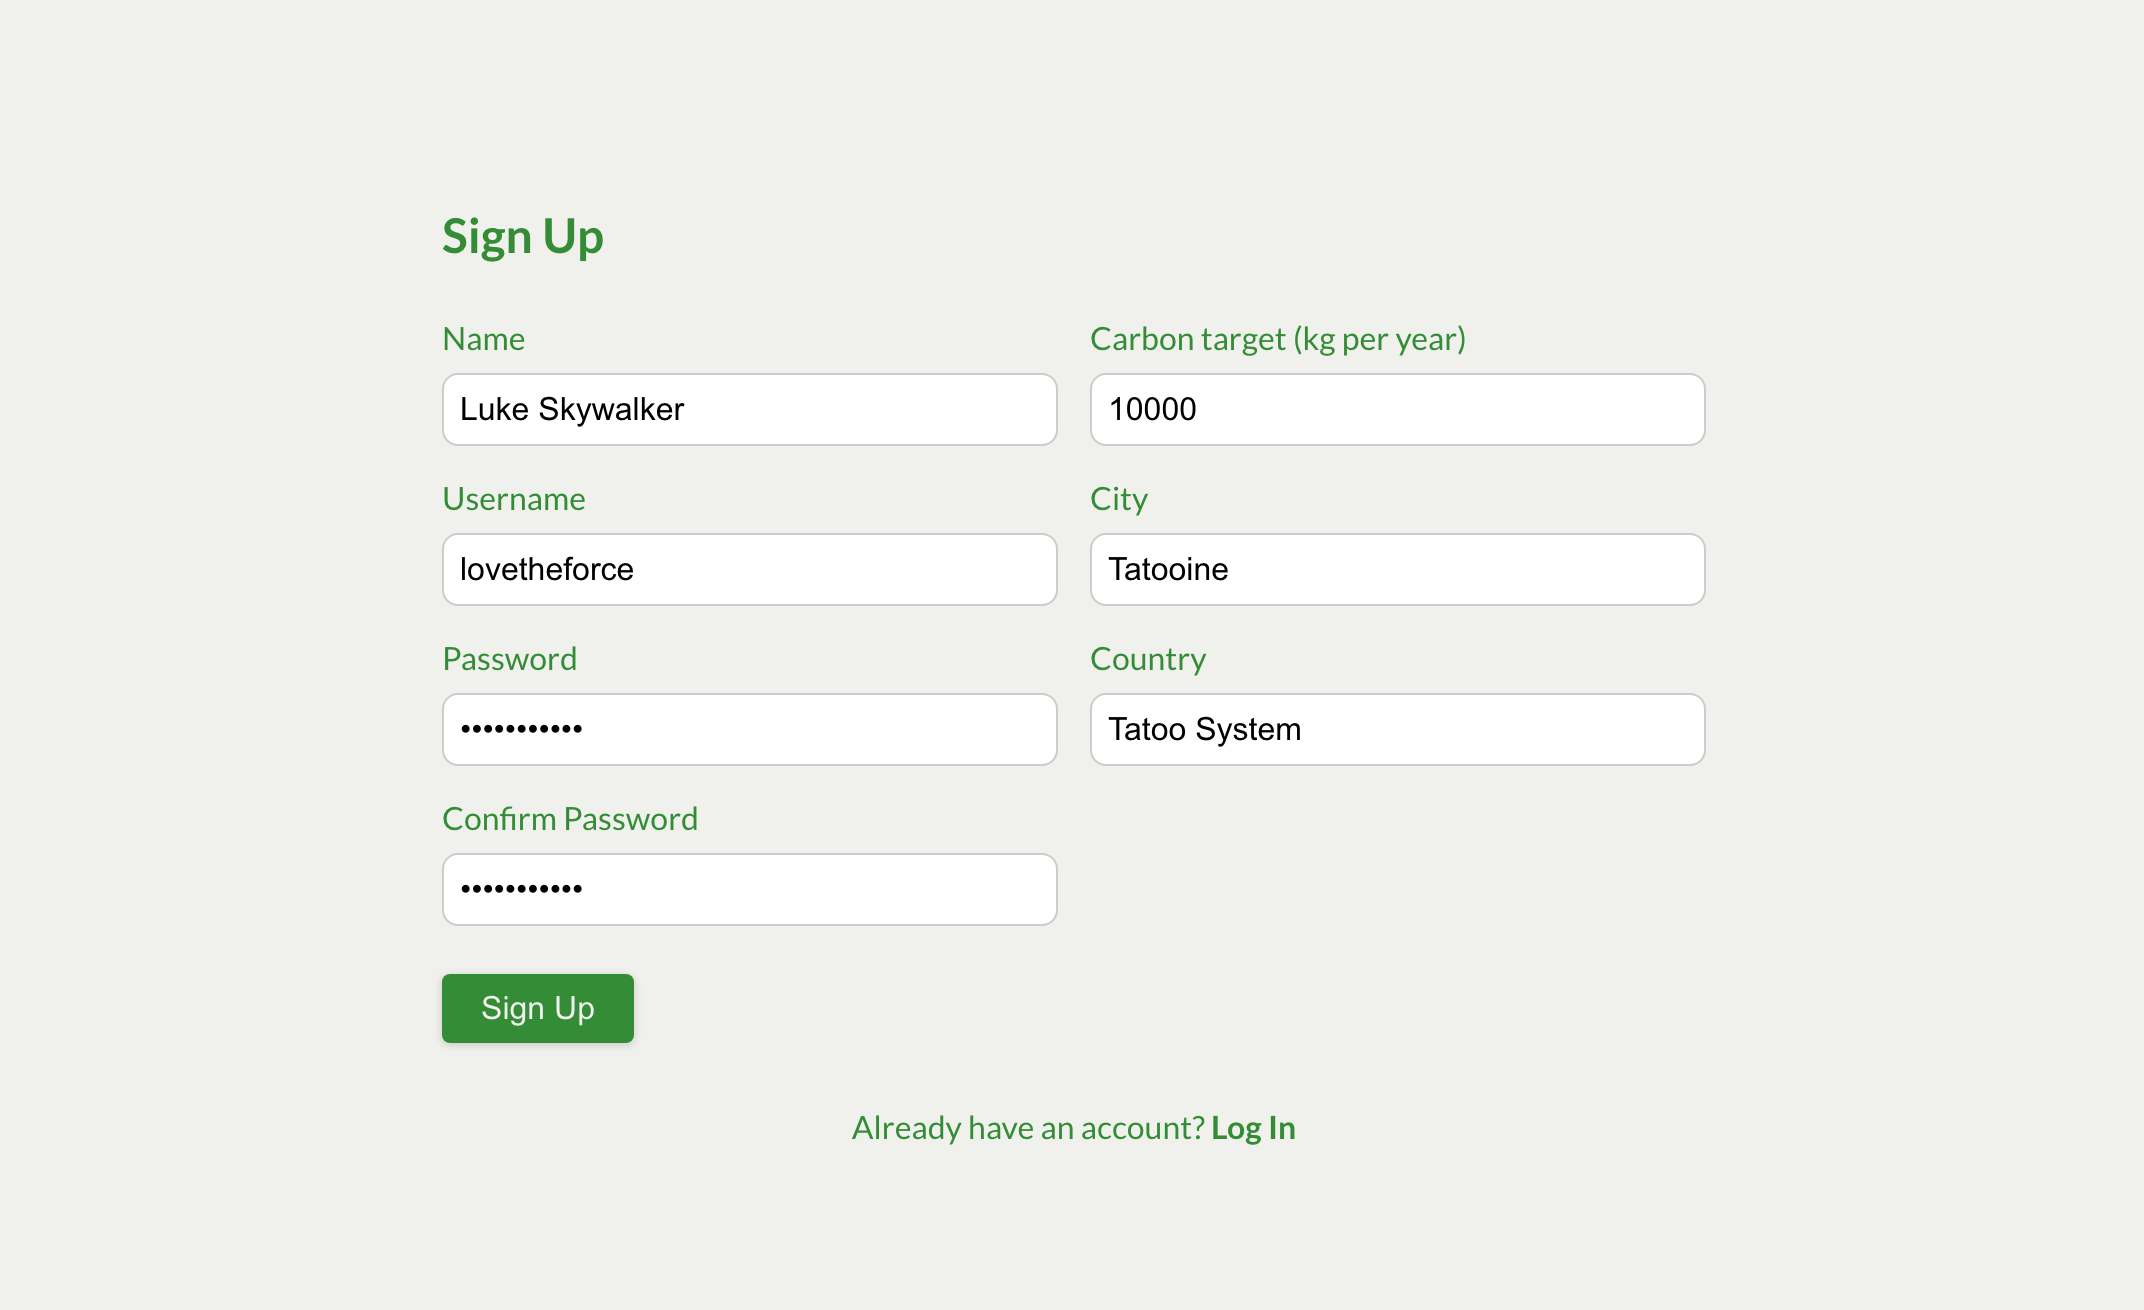 Sign Up
Name
Luke Skywalker
Carbon target (kg per year)
10000
Username
lovetheforce
City
Tatooine
Password
•••••••••••
Country
Tatoo System
Confirm Password
•••••••••••
Sign Up
Already have an account? Log In